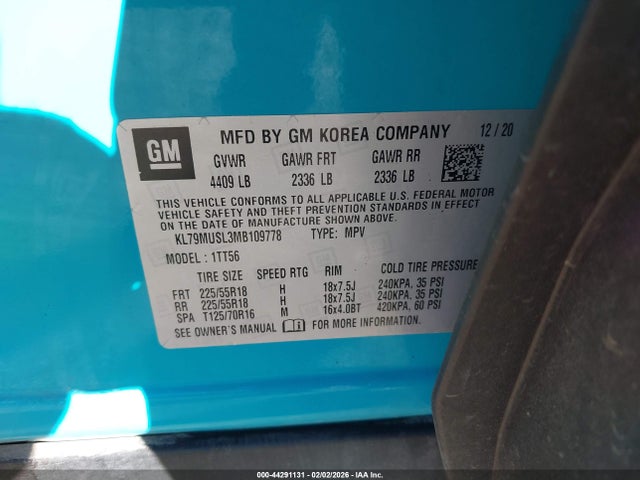 GM
MFD BY GM KOREA COMPANY 12 / 20
GVWR GAWR FRT GAWR RR
4409 LB 2336 LB 2336 LB
THIS VEHICLE CONFORMS TO ALL APPLICABLE U.S. FEDERAL MOTOR
VEHICLE SAFETY AND THEFT PREVENTION STANDARDS IN EFFECT
ON THE DATE OF MANUFACTURE SHOWN ABOVE.
KL79MUSL3MB109778 TYPE: MPV
MODEL: 1TT56
TIRE SIZE SPEED RTG RIM COLD TIRE PRESSURE
FRT 225/55R18 H 18x7.5J 240KPA, 35 PSI
RR 225/55R18 H 18x7.5J 240KPA, 35 PSI
SPA T125/70R16 M 16x4.0BT 420KPA, 60 PSI
SEE OWNER'S MANUAL FOR MORE INFORMATION.
000-44291131 - 02/02/2026 - IAA Inc.